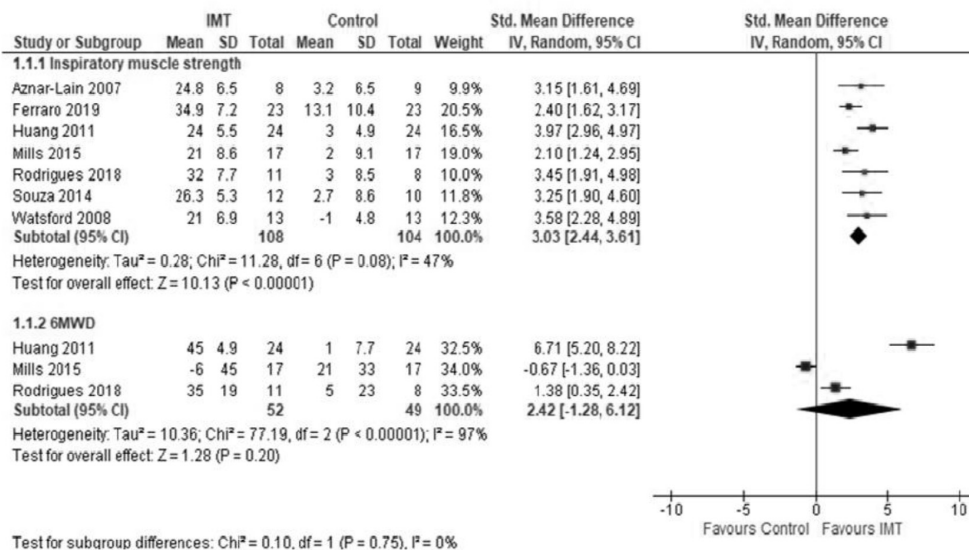 IMT Control Std. Mean Difference Std. Mean Difference
Study or Subgroup Mean SD Total Mean SD Total Weight IV, Random, 95% CI IV, Random, 95% CI
1.1.1 Inspiratory muscle strength
Aznar-Lain 2007 24.8 6.5 8 3.2 6.5 9 9.9% 3.15 [1.61, 4.69]
Ferraro 2019 34.9 7.2 23 13.1 10.4 23 20.5% 2.40 [1.62, 3.17]
Huang 2011 24 5.5 24 3 4.9 24 16.5% 3.97 [2.96, 4.97]
Mills 2015 21 8.6 17 2 9.1 17 19.0% 2.10 [1.24, 2.95]
Rodrigues 2018 32 7.7 11 3 8.5 8 10.0% 3.45 [1.91, 4.98]
Souza 2014 26.3 5.3 12 2.7 8.6 10 11.8% 3.25 [1.90, 4.60]
Watsford 2008 21 6.9 13 -1 4.8 13 12.3% 3.58 [2.28, 4.89]
Subtotal (95% CI) 108 104 100.0% 3.03 [2.44, 3.61]
Heterogeneity: Tau² = 0.28; Chi² = 11.28, df = 6 (P = 0.08); I² = 47%
Test for overall effect: Z = 10.13 (P < 0.00001)
1.1.2 6MWD
Huang 2011 45 4.9 24 1 7.7 24 32.5% 6.71 [5.20, 8.22]
Mills 2015 -6 45 17 21 33 17 34.0% -0.67 [-1.36, 0.03]
Rodrigues 2018 35 19 11 5 23 8 33.5% 1.38 [0.35, 2.42]
Subtotal (95% CI) 52 49 100.0% 2.42 [-1.28, 6.12]
Heterogeneity: Tau² = 10.36; Chi² = 77.19, df = 2 (P < 0.00001); I² = 97%
Test for overall effect: Z = 1.28 (P = 0.20)
-10 -5 0 5 10
Favours Control Favours IMT
Test for subgroup differences: Chi² = 0.10, df = 1 (P = 0.75), I² = 0%